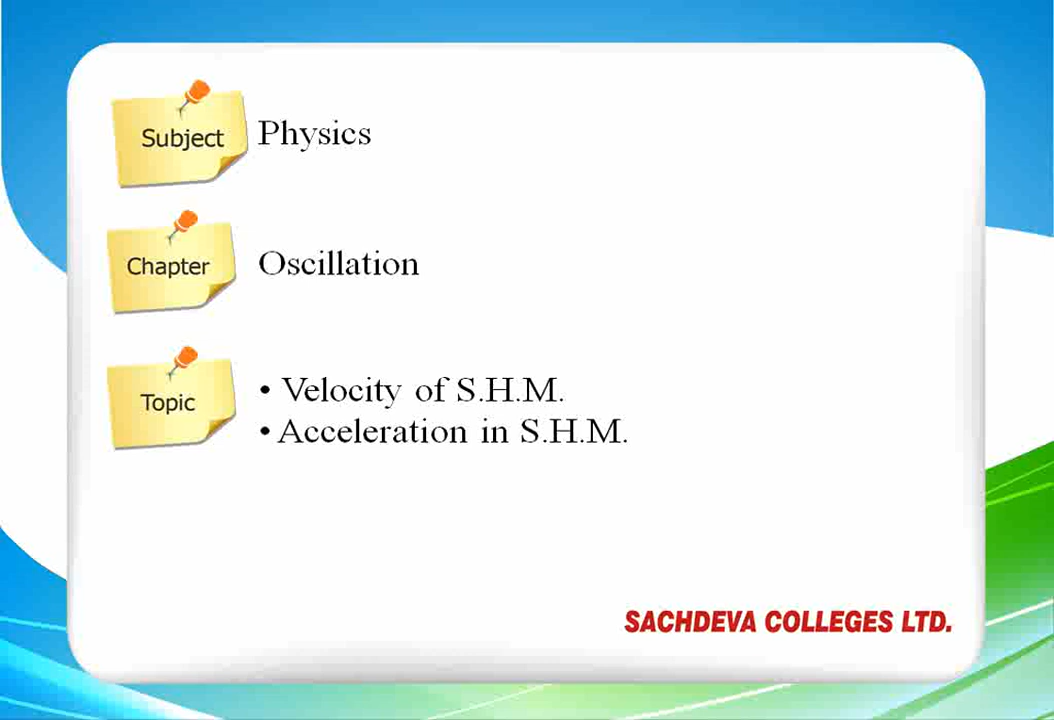 Subject Physics
Chapter Oscillation
Topic • Velocity of S.H.M.
• Acceleration in S.H.M.
SACHDEVA COLLEGES LTD.